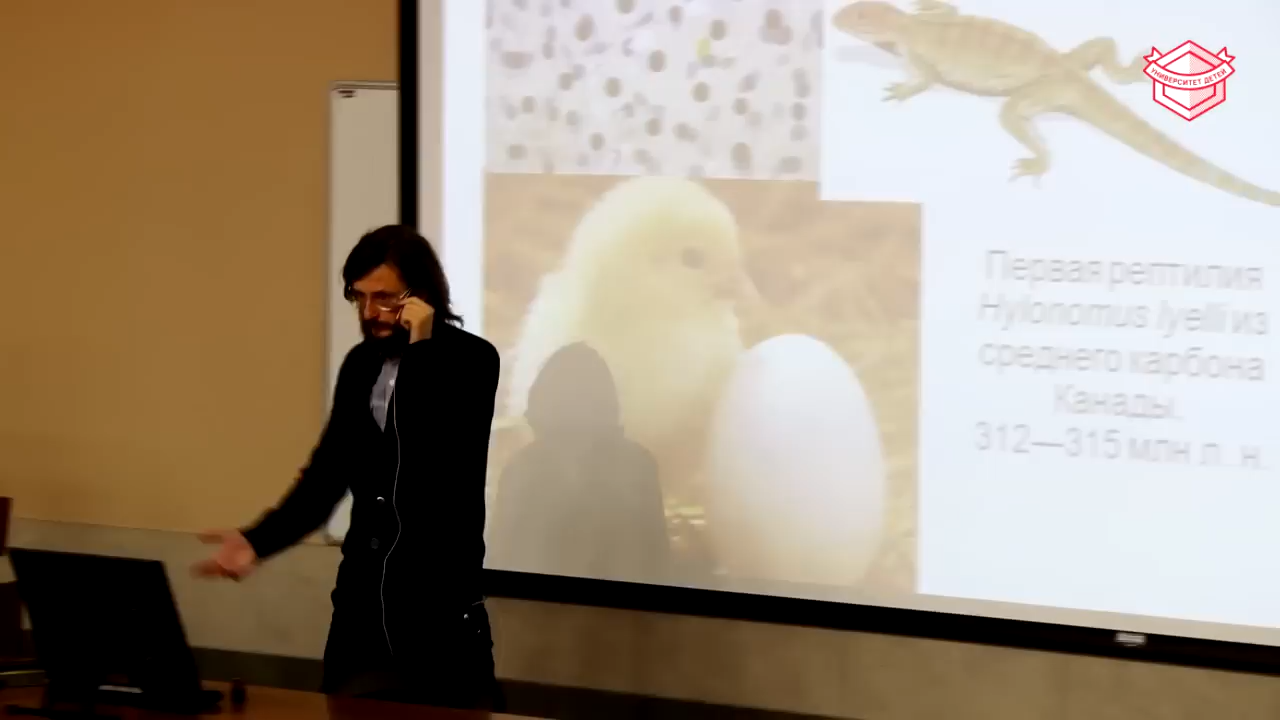 УНИВЕРСИТЕТ ДЕТЕЙ
Первая рептилия
Hylonomus lyelli из
среднего карбона
Канады.
312—315 млн л. н.